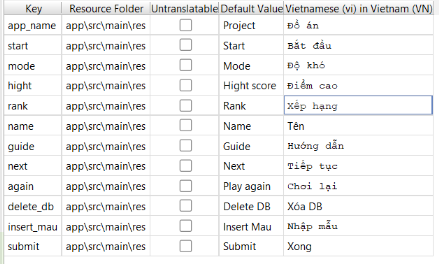 Key Resource Folder Untranslatable Default Value Vietnamese (vi) in Vietnam (VN)
app_name app\src\main\res Project Đồ án
start app\src\main\res Start Bắt đầu
mode app\src\main\res Mode Độ khó
hight app\src\main\res Hight score Điểm cao
rank app\src\main\res Rank Xếp hạng
name app\src\main\res Name Tên
guide app\src\main\res Guide Hướng dẫn
next app\src\main\res Next Tiếp tục
again app\src\main\res Play again Chơi lại
delete_db app\src\main\res Delete DB Xóa DB
insert_mau app\src\main\res Insert Mau Nhập mẫu
submit app\src\main\res Submit Xong